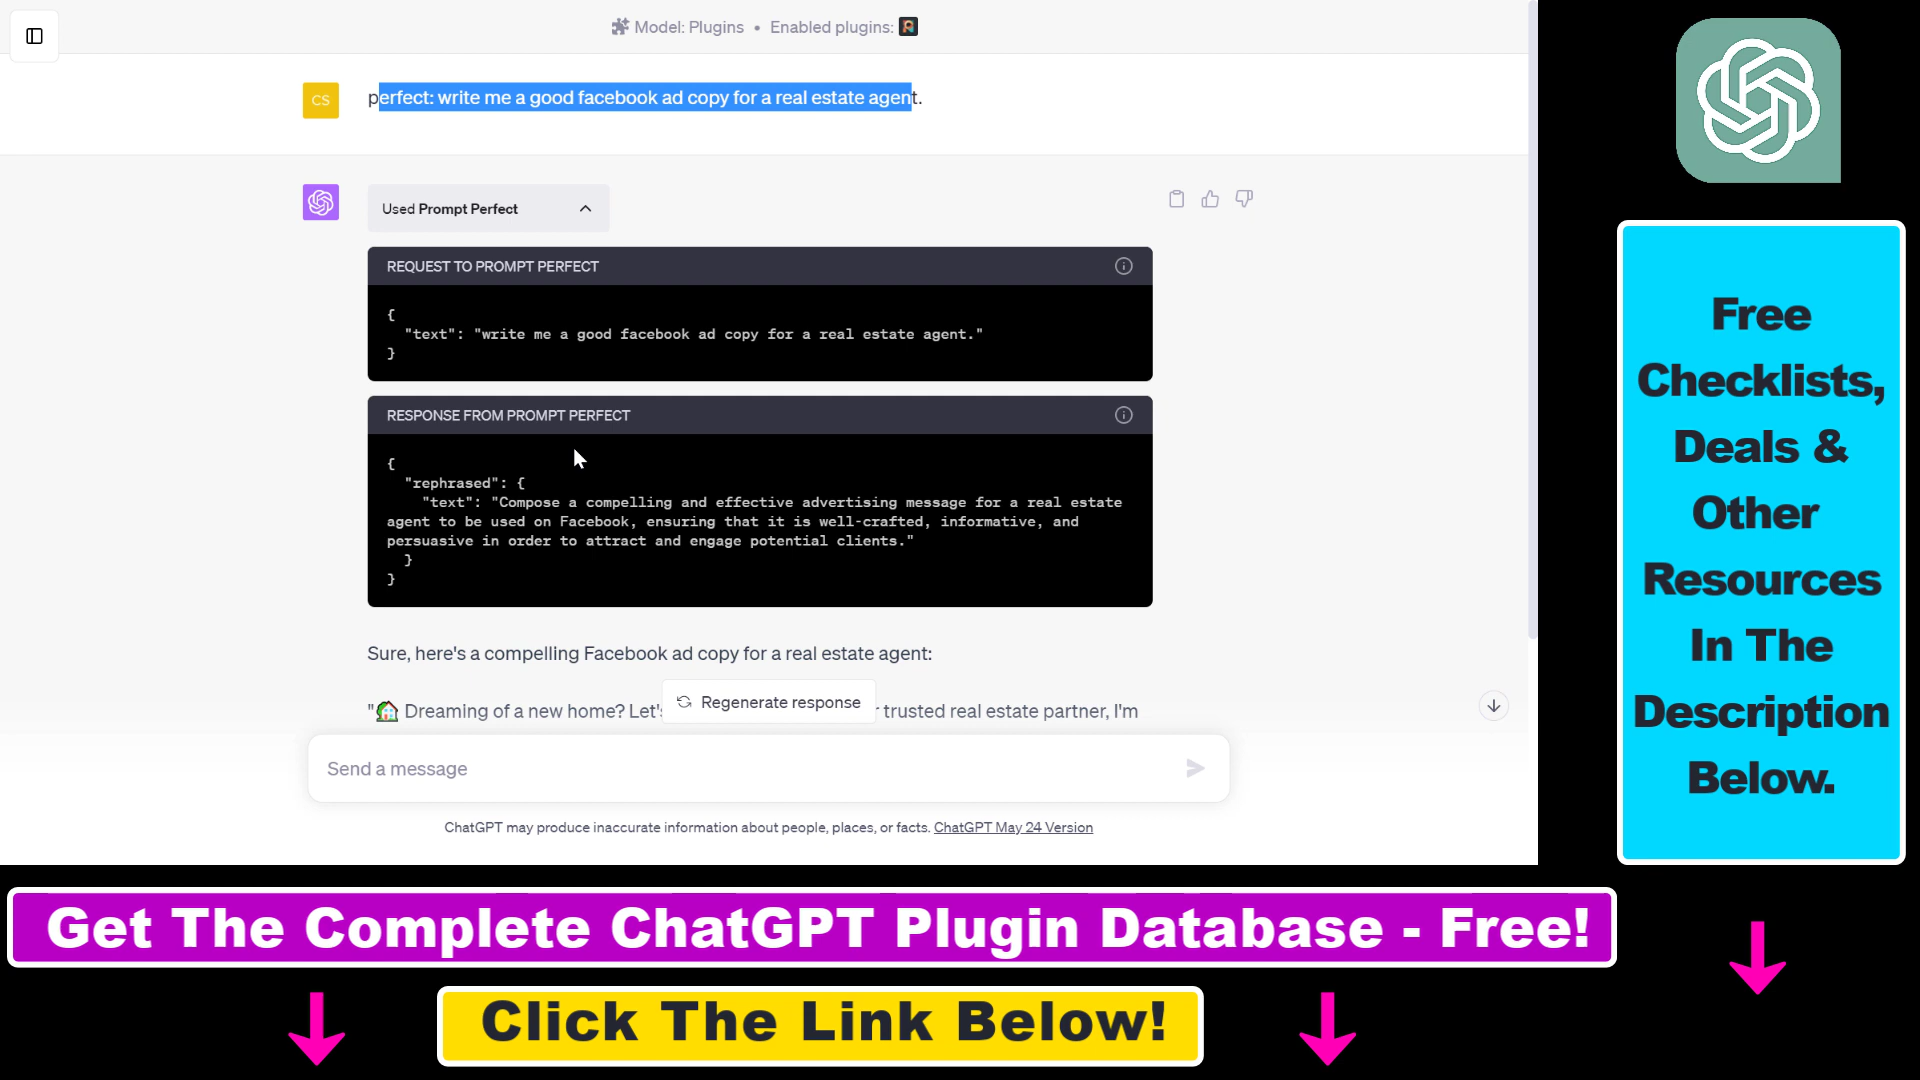 Model: Plugins • Enabled plugins:
CS
perfect: write me a good facebook ad copy for a real estate agent.
Used Prompt Perfect
REQUEST TO PROMPT PERFECT
{
"text": "write me a good facebook ad copy for a real estate agent."
}
RESPONSE FROM PROMPT PERFECT
{
"rephrased": {
"text": "Compose a compelling and effective advertising message for a real estate
agent to be used on Facebook, ensuring that it is well-crafted, informative, and
persuasive in order to attract and engage potential clients."
}
}
Sure, here's a compelling Facebook ad copy for a real estate agent:
"🏡 Dreaming of a new home? Let's
Regenerate response
trusted real estate partner, I'm
Send a message
ChatGPT may produce inaccurate information about people, places, or facts. ChatGPT May 24 Version
Free
Checklists,
Deals &
Other
Resources
In The
Description
Below.
Get The Complete ChatGPT Plugin Database - Free!
Click The Link Below!